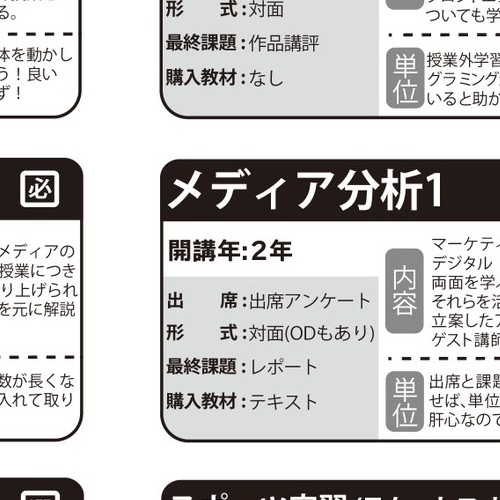 る。
体を動かし
う！良い
ず！
形　式:対面
最終課題:作品講評
購入教材:なし
ついても学
単位
授業外学習
グラミング
いると助か
必
メディアの
授業につき
り上げられ
を元に解説
数が長くな
入れて取り
メディア分析1
開講年:2年
出　席:出席アンケート
形　式:対面(ODもあり)
最終課題:レポート
購入教材:テキスト
内容
マーケティ
デジタル
両面を学
それらを活
立案した
ゲスト講師
単位
出席と課題
せば、単位
肝心なので